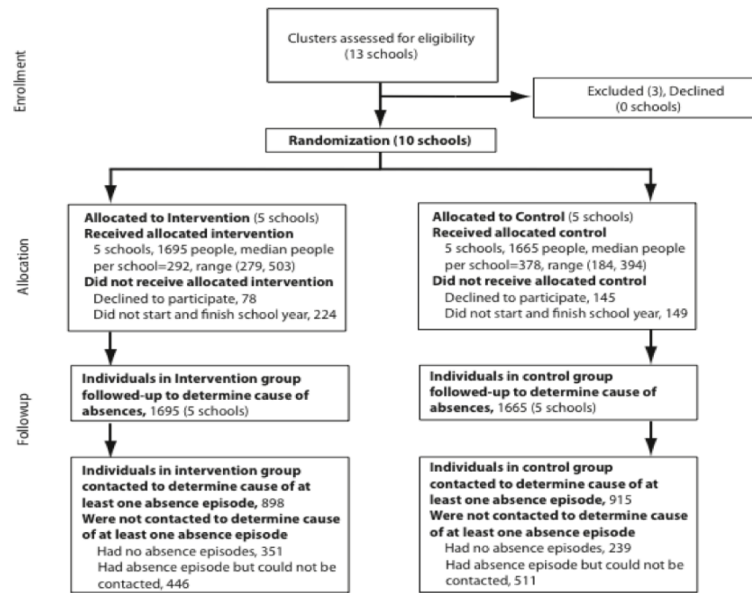 Enrollment
Clusters assessed for eligibility
(13 schools)
Excluded (3), Declined
(0 schools)
Randomization (10 schools)
Allocation
Allocated to Intervention (5 schools)
Received allocated intervention
5 schools, 1695 people, median people
per school=292, range (279, 503)
Did not receive allocated intervention
Declined to participate, 78
Did not start and finish school year, 224
Allocated to Control (5 schools)
Received allocated control
5 schools, 1665 people, median people
per school=378, range (184, 394)
Did not receive allocated control
Declined to participate, 145
Did not start and finish school year, 149
Followup
Individuals in Intervention group
followed-up to determine cause of
absences, 1695 (5 schools)
Individuals in control group
followed-up to determine cause of
absences, 1665 (5 schools)
Individuals in intervention group
contacted to determine cause of at
least one absence episode, 898
Were not contacted to determine cause
of at least one absence episode
Had no absence episodes, 351
Had absence episode but could not be
contacted, 446
Individuals in control group
contacted to determine cause of at
least one absence episode, 915
Were not contacted to determine cause
of at least one absence episode
Had no absence episodes, 239
Had absence episode but could not be
contacted, 511